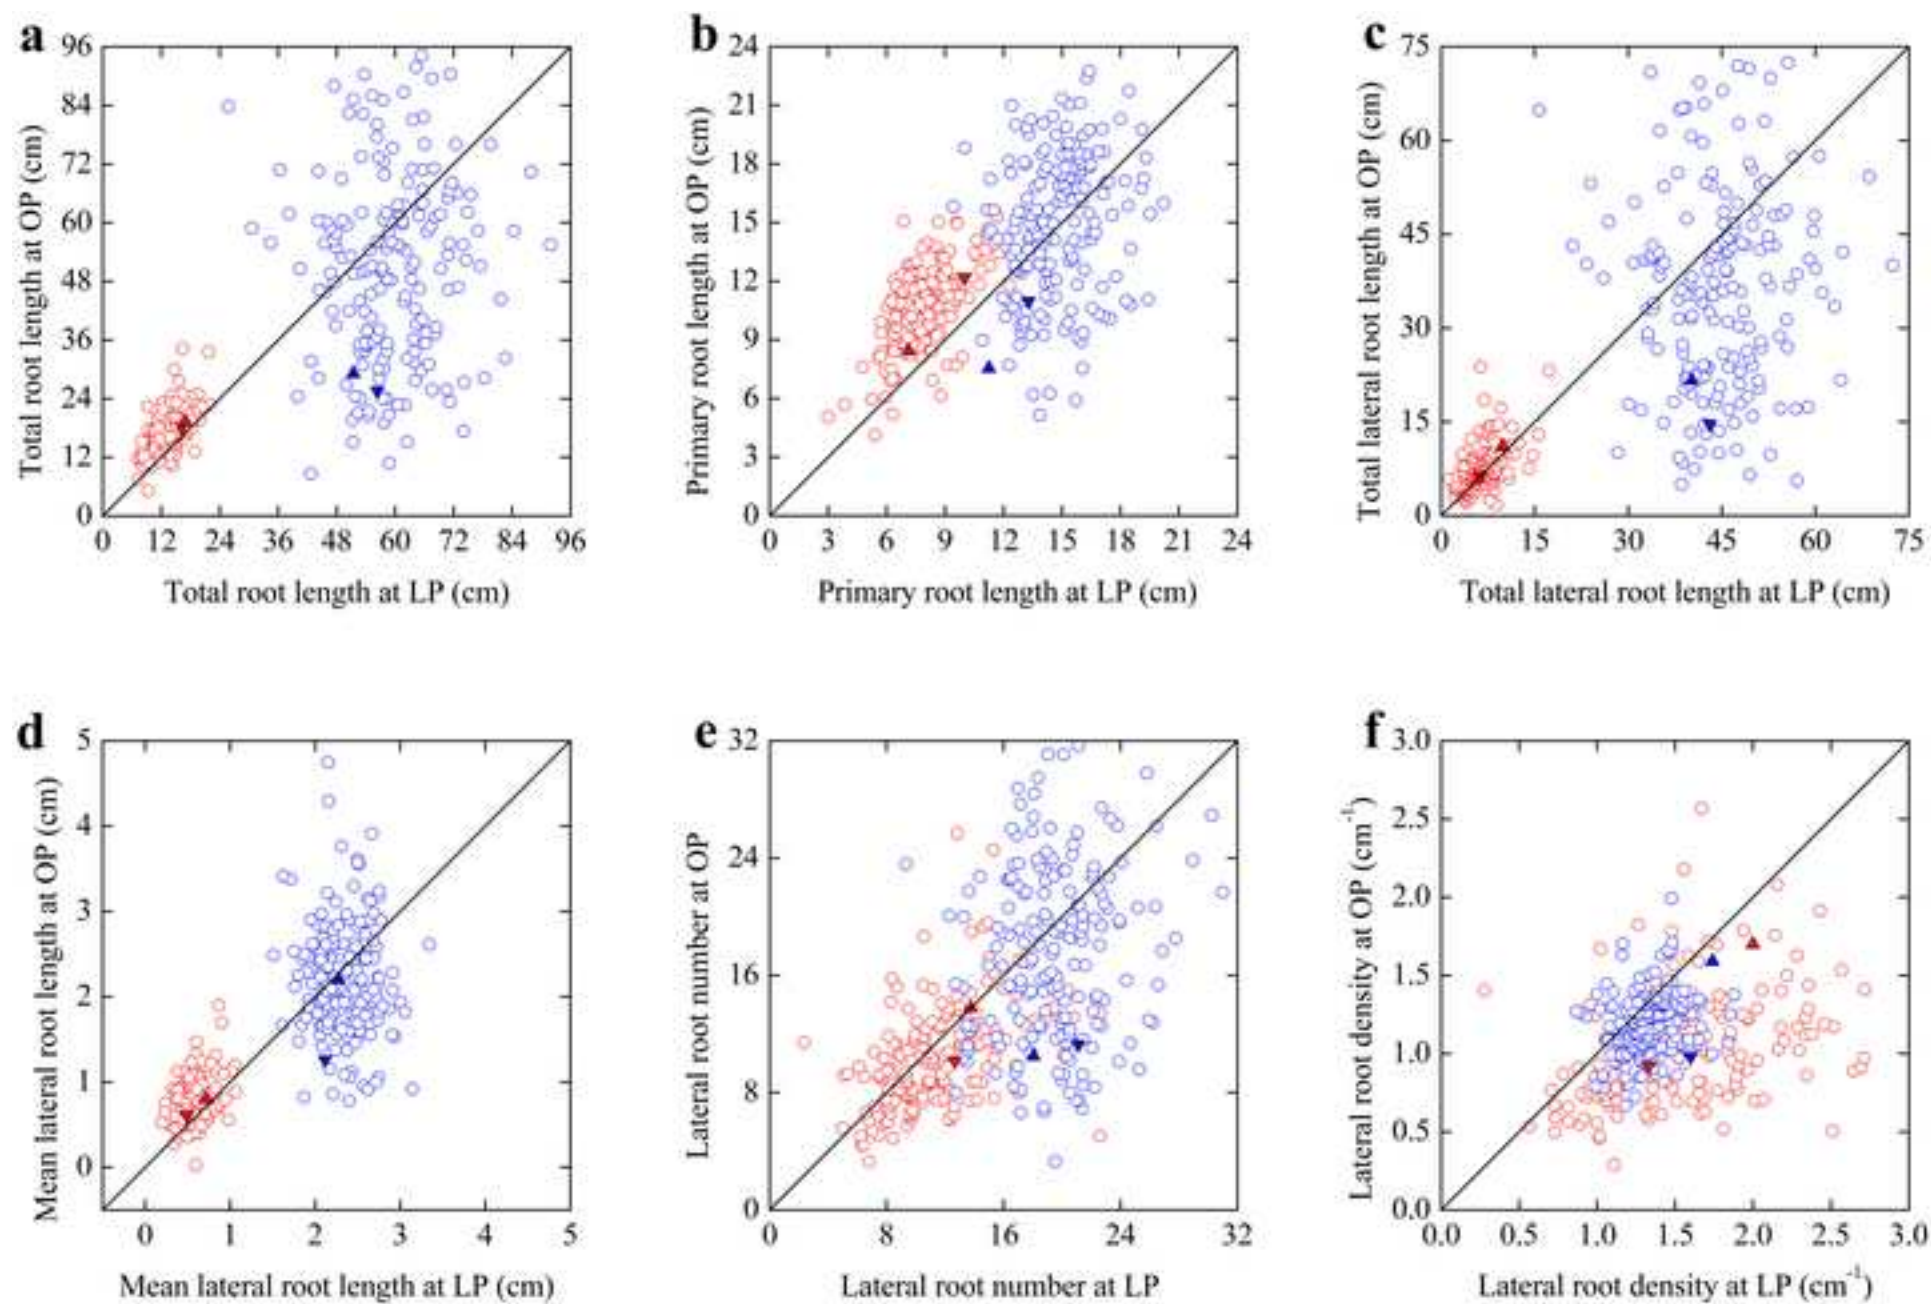 a
96
84
72
60
48
36
24
12
0
0 12 24 36 48 60 72 84 96
Total root length at OP (cm)
Total root length at LP (cm)
b
24
21
18
15
12
9
6
3
0
0 3 6 9 12 15 18 21 24
Primary root length at OP (cm)
Primary root length at LP (cm)
c
75
60
45
30
15
0
0 15 30 45 60 75
Total lateral root length at OP (cm)
Total lateral root length at LP (cm)
d
5
4
3
2
1
0
0 1 2 3 4 5
Mean lateral root length at OP (cm)
Mean lateral root length at LP (cm)
e
32
24
16
8
0
0 8 16 24 32
Lateral root number at OP
Lateral root number at LP
f
3.0
2.5
2.0
1.5
1.0
0.5
0.0
0.0 0.5 1.0 1.5 2.0 2.5 3.0
Lateral root density at OP (cm⁻¹)
Lateral root density at LP (cm⁻¹)